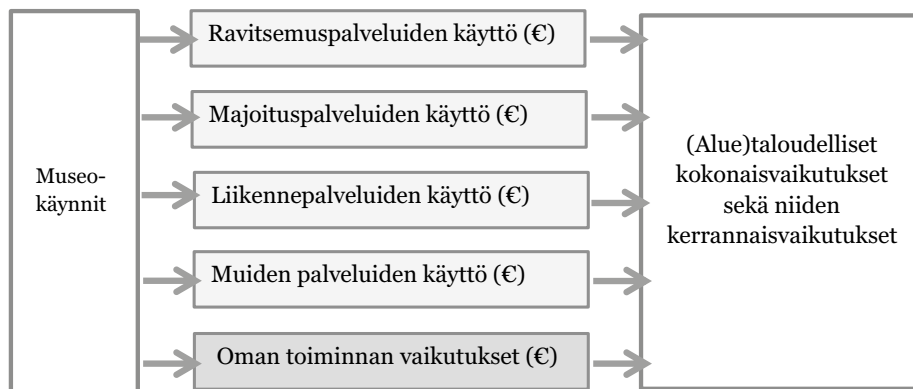 Museo-
käynnit
Ravitsemuspalveluiden käyttö (€)
Majoituspalveluiden käyttö (€)
Liikennepalveluiden käyttö (€)
Muiden palveluiden käyttö (€)
Oman toiminnan vaikutukset (€)
(Alue)taloudelliset
kokonaisvaikutukset
sekä niiden
kerrannaisvaikutukset